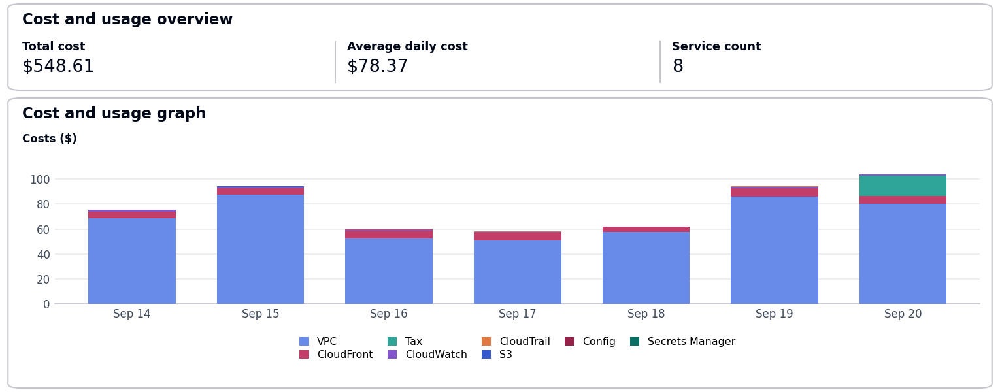 Cost and usage overview
Total cost Average daily cost Service count
$548.61 $78.37 8
Cost and usage graph
Costs ($)
100
80
60
40
20
0
Sep 14 Sep 15 Sep 16 Sep 17 Sep 18 Sep 19 Sep 20
VPC Tax CloudTrail Config Secrets Manager
CloudFront CloudWatch S3